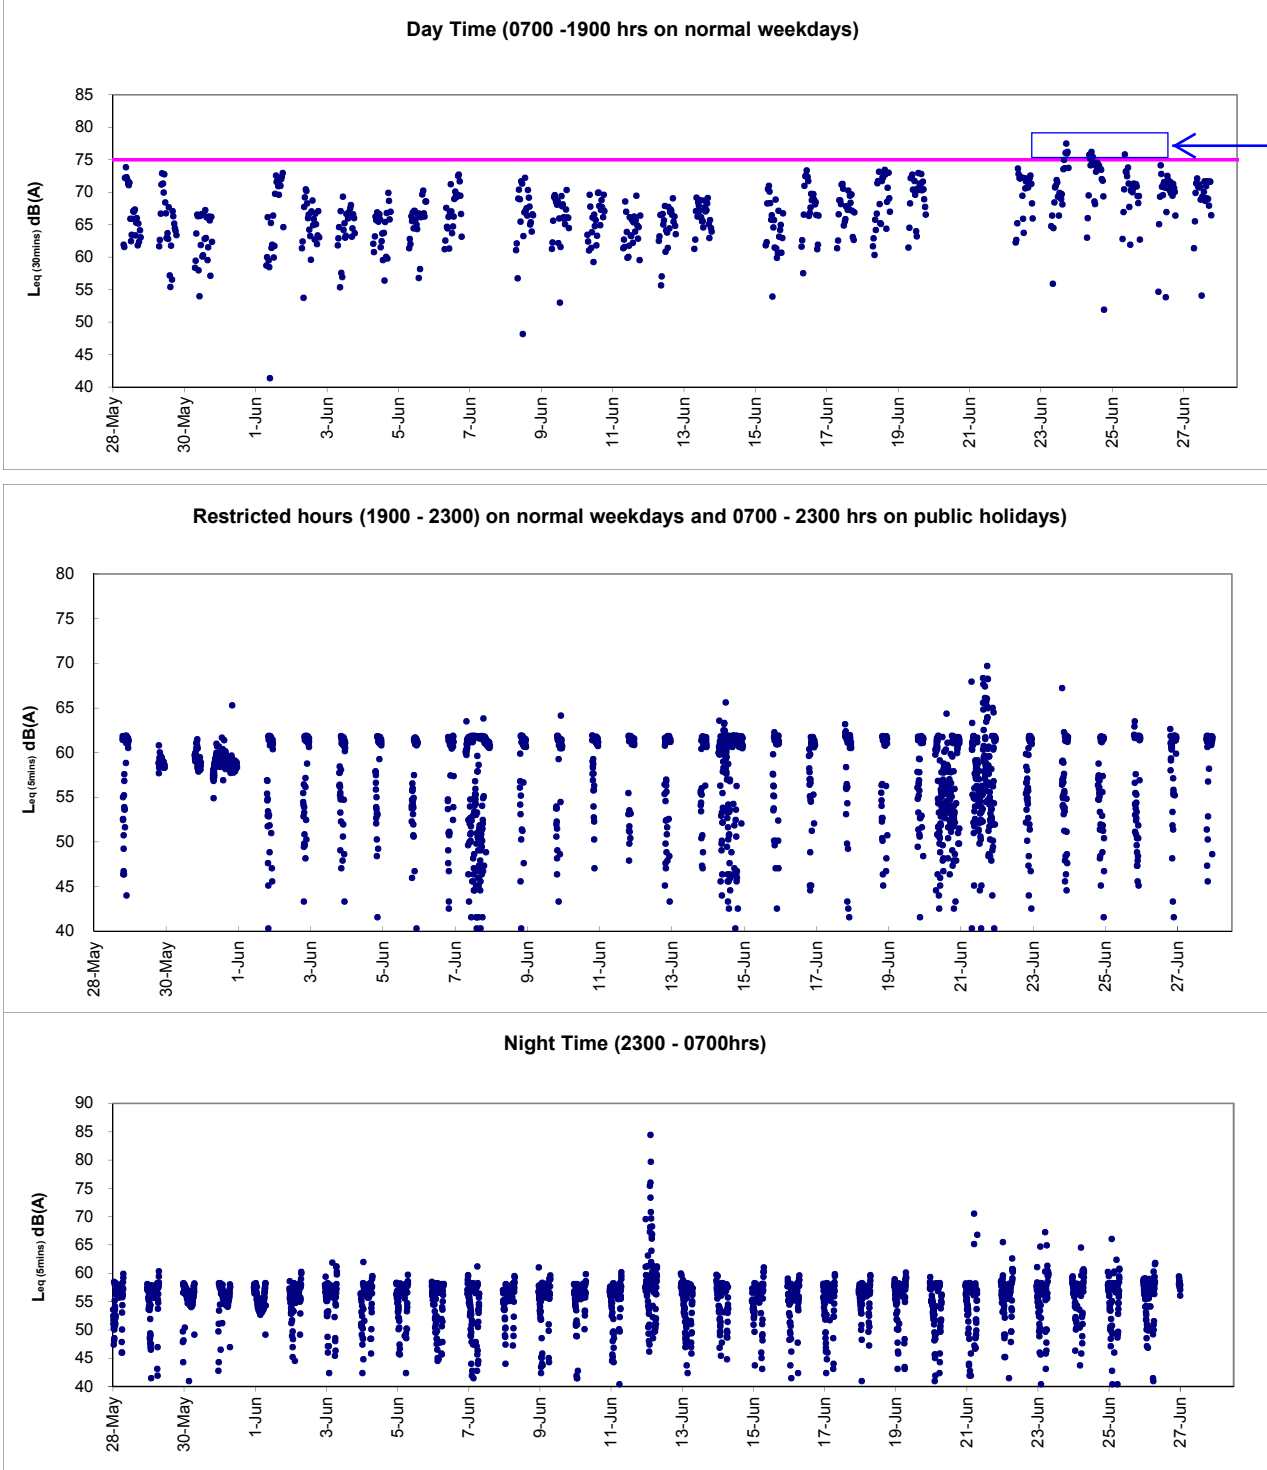 Day Time (0700 -1900 hrs on normal weekdays)
85
80
75
70
65
60
55
50
45
40
Leq (30mins) dB(A)
28-May
30-May
1-Jun
3-Jun
5-Jun
7-Jun
9-Jun
11-Jun
13-Jun
15-Jun
17-Jun
19-Jun
21-Jun
23-Jun
25-Jun
27-Jun
Restricted hours (1900 - 2300) on normal weekdays and 0700 - 2300 hrs on public holidays)
80
75
70
65
60
55
50
45
40
Leq (5mins) dB(A)
28-May
30-May
1-Jun
3-Jun
5-Jun
7-Jun
9-Jun
11-Jun
13-Jun
15-Jun
17-Jun
19-Jun
21-Jun
23-Jun
25-Jun
27-Jun
Night Time (2300 - 0700hrs)
90
85
80
75
70
65
60
55
50
45
40
Leq (5mins) dB(A)
28-May
30-May
1-Jun
3-Jun
5-Jun
7-Jun
9-Jun
11-Jun
13-Jun
15-Jun
17-Jun
19-Jun
21-Jun
23-Jun
25-Jun
27-Jun